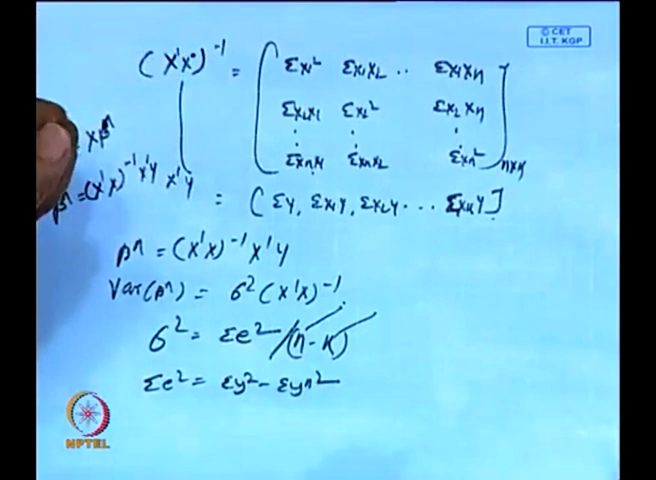 © CET
I.I.T. KGP
(X'X)⁻¹ = [ Σx₁² Σx₁x₂ .. Σx₁xₙ
Σx₂x₁ Σx₂² Σx₂xₙ
: : :
Σxₙx₁ Σxₙx₂ Σxₙ² ]
Xβ^
β^ = (X'X)⁻¹X'Y X'Y = ( ΣY, Σx₁Y, Σx₂Y ... ΣxₖY ]
β^ = (X'X)⁻¹X'Y
Var(β^) = σ²(X'X)⁻¹
σ² = Σe²/(n-k)
Σe² = Σy² - Σy^²
NPTEL